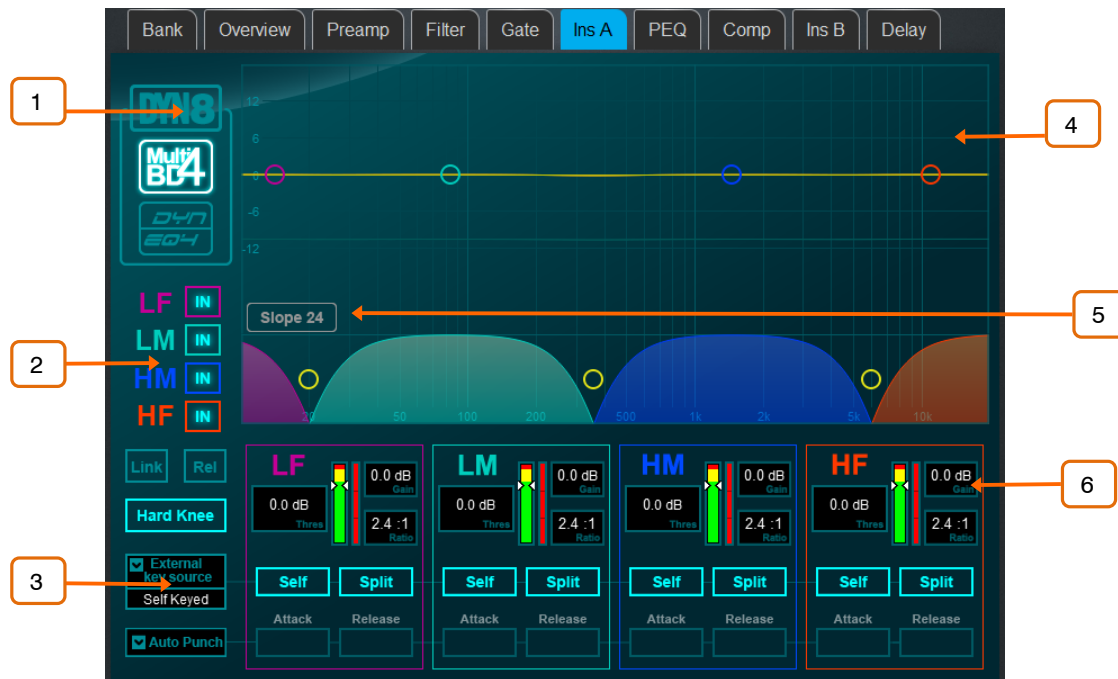 Bank Overview Preamp Filter Gate Ins A PEQ Comp Ins B Delay
1
DYN8
Multi
BD4
DYN
EQ4
12
6
0
-6
-12
4
LF IN
LM IN
HM IN
HF IN
2
Slope 24
5
20 50 100 200 500 1k 2k 5k 10k
Link Rel
Hard Knee
3
External
key source
Self Keyed
Auto Punch
LF
0.0 dB
Gain
0.0 dB
Thres
2.4 :1
Ratio
Self Split
Attack Release
LM
0.0 dB
Gain
0.0 dB
Thres
2.4 :1
Ratio
Self Split
Attack Release
HM
0.0 dB
Gain
0.0 dB
Thres
2.4 :1
Ratio
Self Split
Attack Release
HF
0.0 dB
Gain
0.0 dB
Thres
2.4 :1
Ratio
Self Split
Attack Release
6